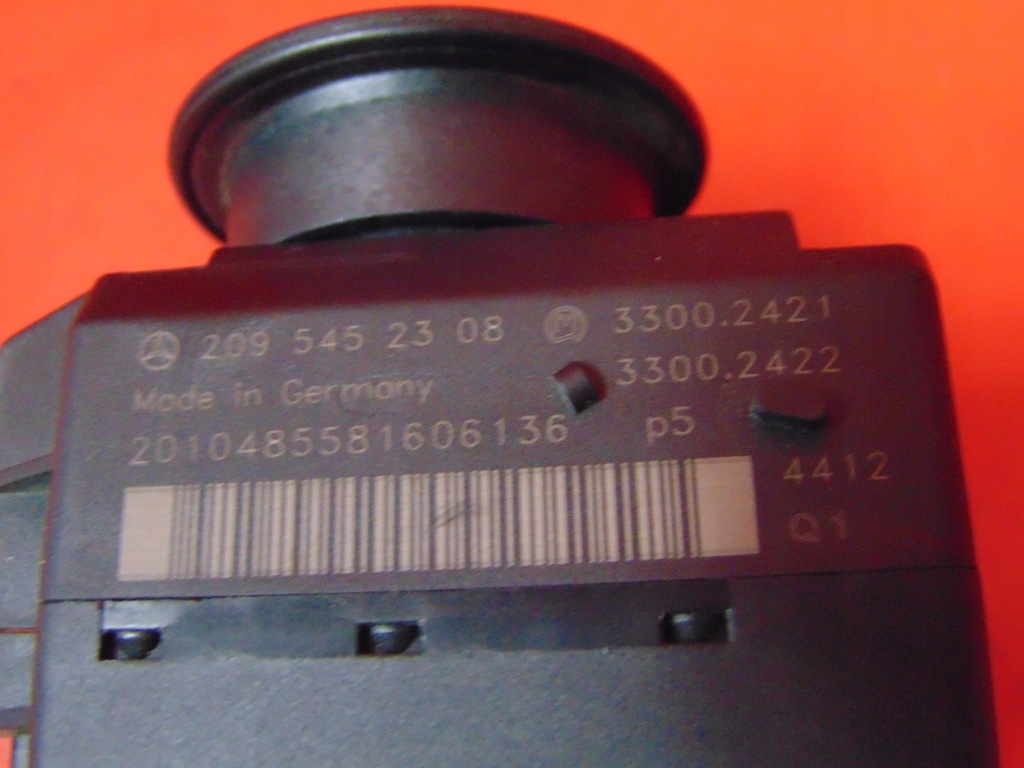 209 545 23 08 3300.2421
Made in Germany 3300.2422
2010485581606136 p5
4412
Q1